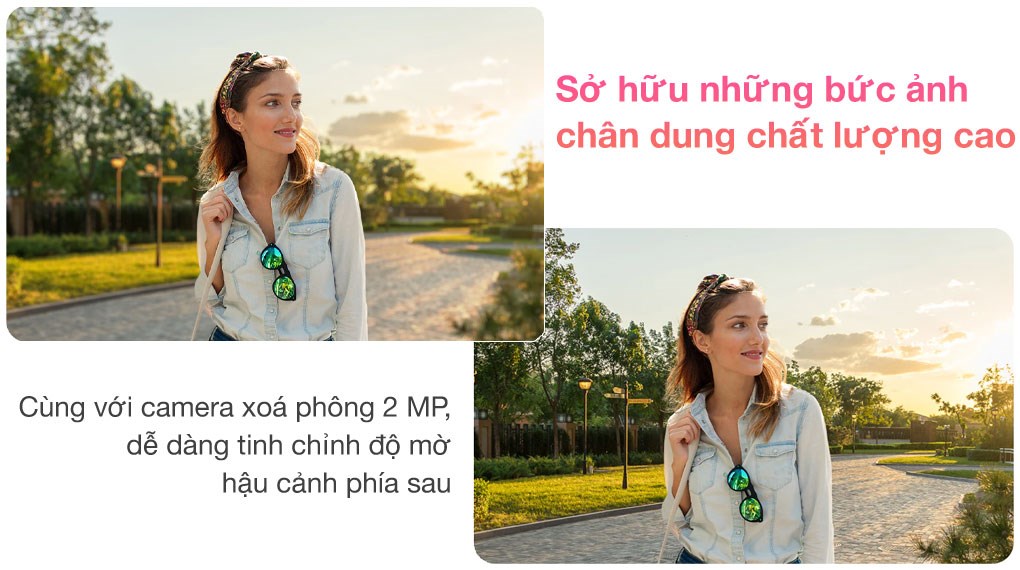 Sở hữu những bức ảnh
chân dung chất lượng cao
Cùng với camera xoá phông 2 MP,
dễ dàng tinh chỉnh độ mờ
hậu cảnh phía sau